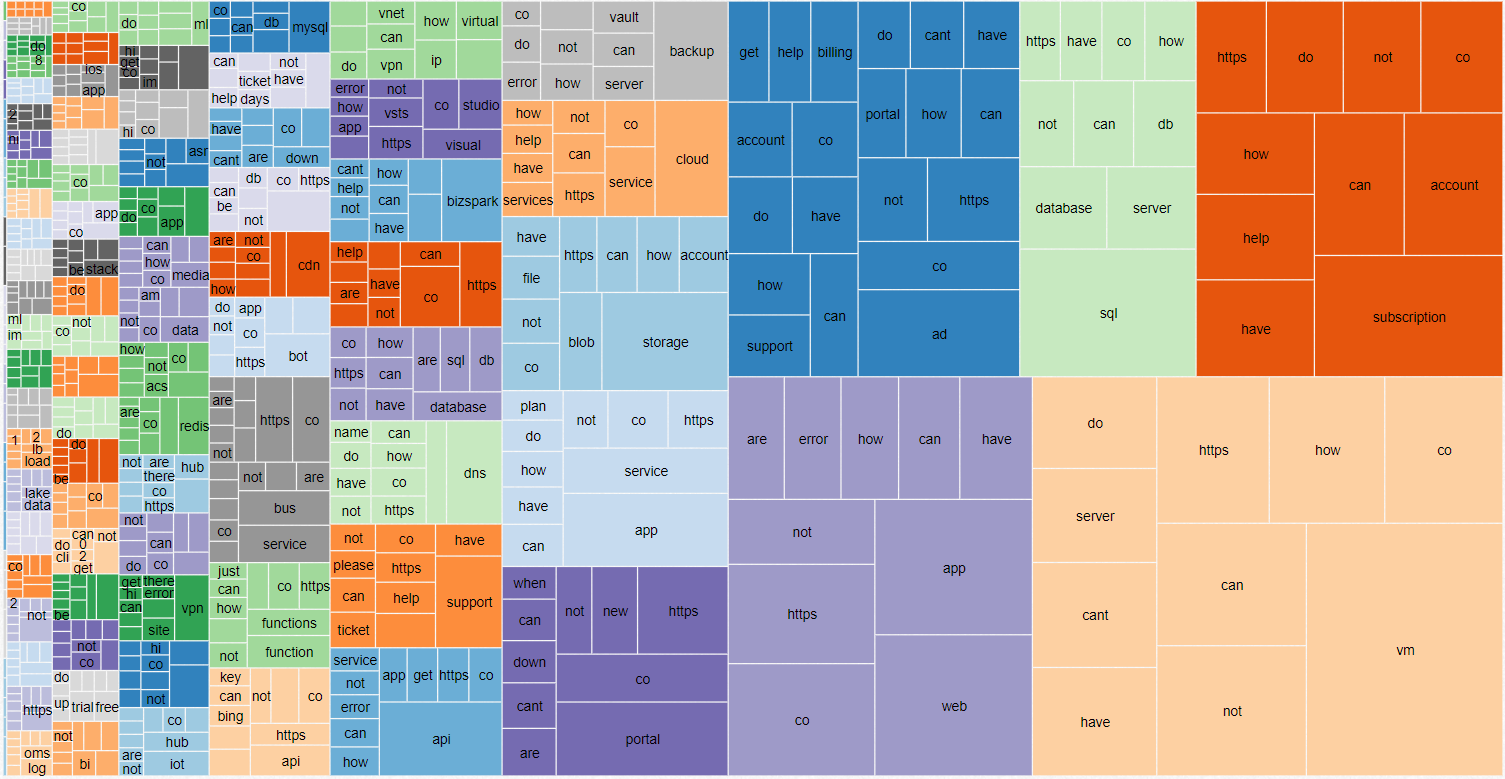 https
do
not
co
how
help
have
can
account
subscription
https
have
co
how
not
can
db
database
server
sql
get
help
billing
account
co
do
have
how
support
can
do
cant
have
portal
how
can
not
https
co
ad
do
server
cant
have
https
how
co
can
not
vm
are
error
how
can
have
not
https
co
app
web
co
do
error
not
how
vault
can
server
backup
how
help
have
services
not
can
https
co
service
cloud
have
file
not
co
https
can
how
account
blob
storage
plan
do
how
have
can
not
co
https
service
app
when
can
down
cant
are
not
new
https
co
portal
do
vnet
can
vpn
how
ip
virtual
error
how
app
not
vsts
https
co
studio
visual
cant
help
not
how
can
have
bizspark
help
are
have
not
can
co
https
co
https
not
how
can
have
are
sql
db
database
name
do
have
not
can
how
co
https
dns
not
please
can
ticket
co
https
help
have
support
service
not
error
can
how
app
get
https
co
api
co
can
db
mysql
can
not
ticket
have
help
days
have
cant
are
co
down
can
be
db
not
co
https
are
how
not
co
cdn
do
not
app
co
https
bot
are
not
https
co
co
not
are
bus
service
just
can
how
not
co
https
functions
function
key
can
bing
not
co
https
api
do
ml
hi
get
co
im
hi
co
not
asr
do
co
app
can
how
co
media
am
not
co
data
how
not
co
acs
are
co
redis
not
are
hub
there
co
https
not
can
do
co
get
there
hi
error
can
vpn
site
hi
co
not
co
hub
are
iot
not
co
ios
app
co
app
co
be
stack
do
not
co
do
do
be
co
can
not
do
0
cli
2
get
be
not
co
do
up
trial
free
not
bi
do
8
2
hi
ml
im
1
2
lb
load
lake
data
co
2
not
https
oms
log